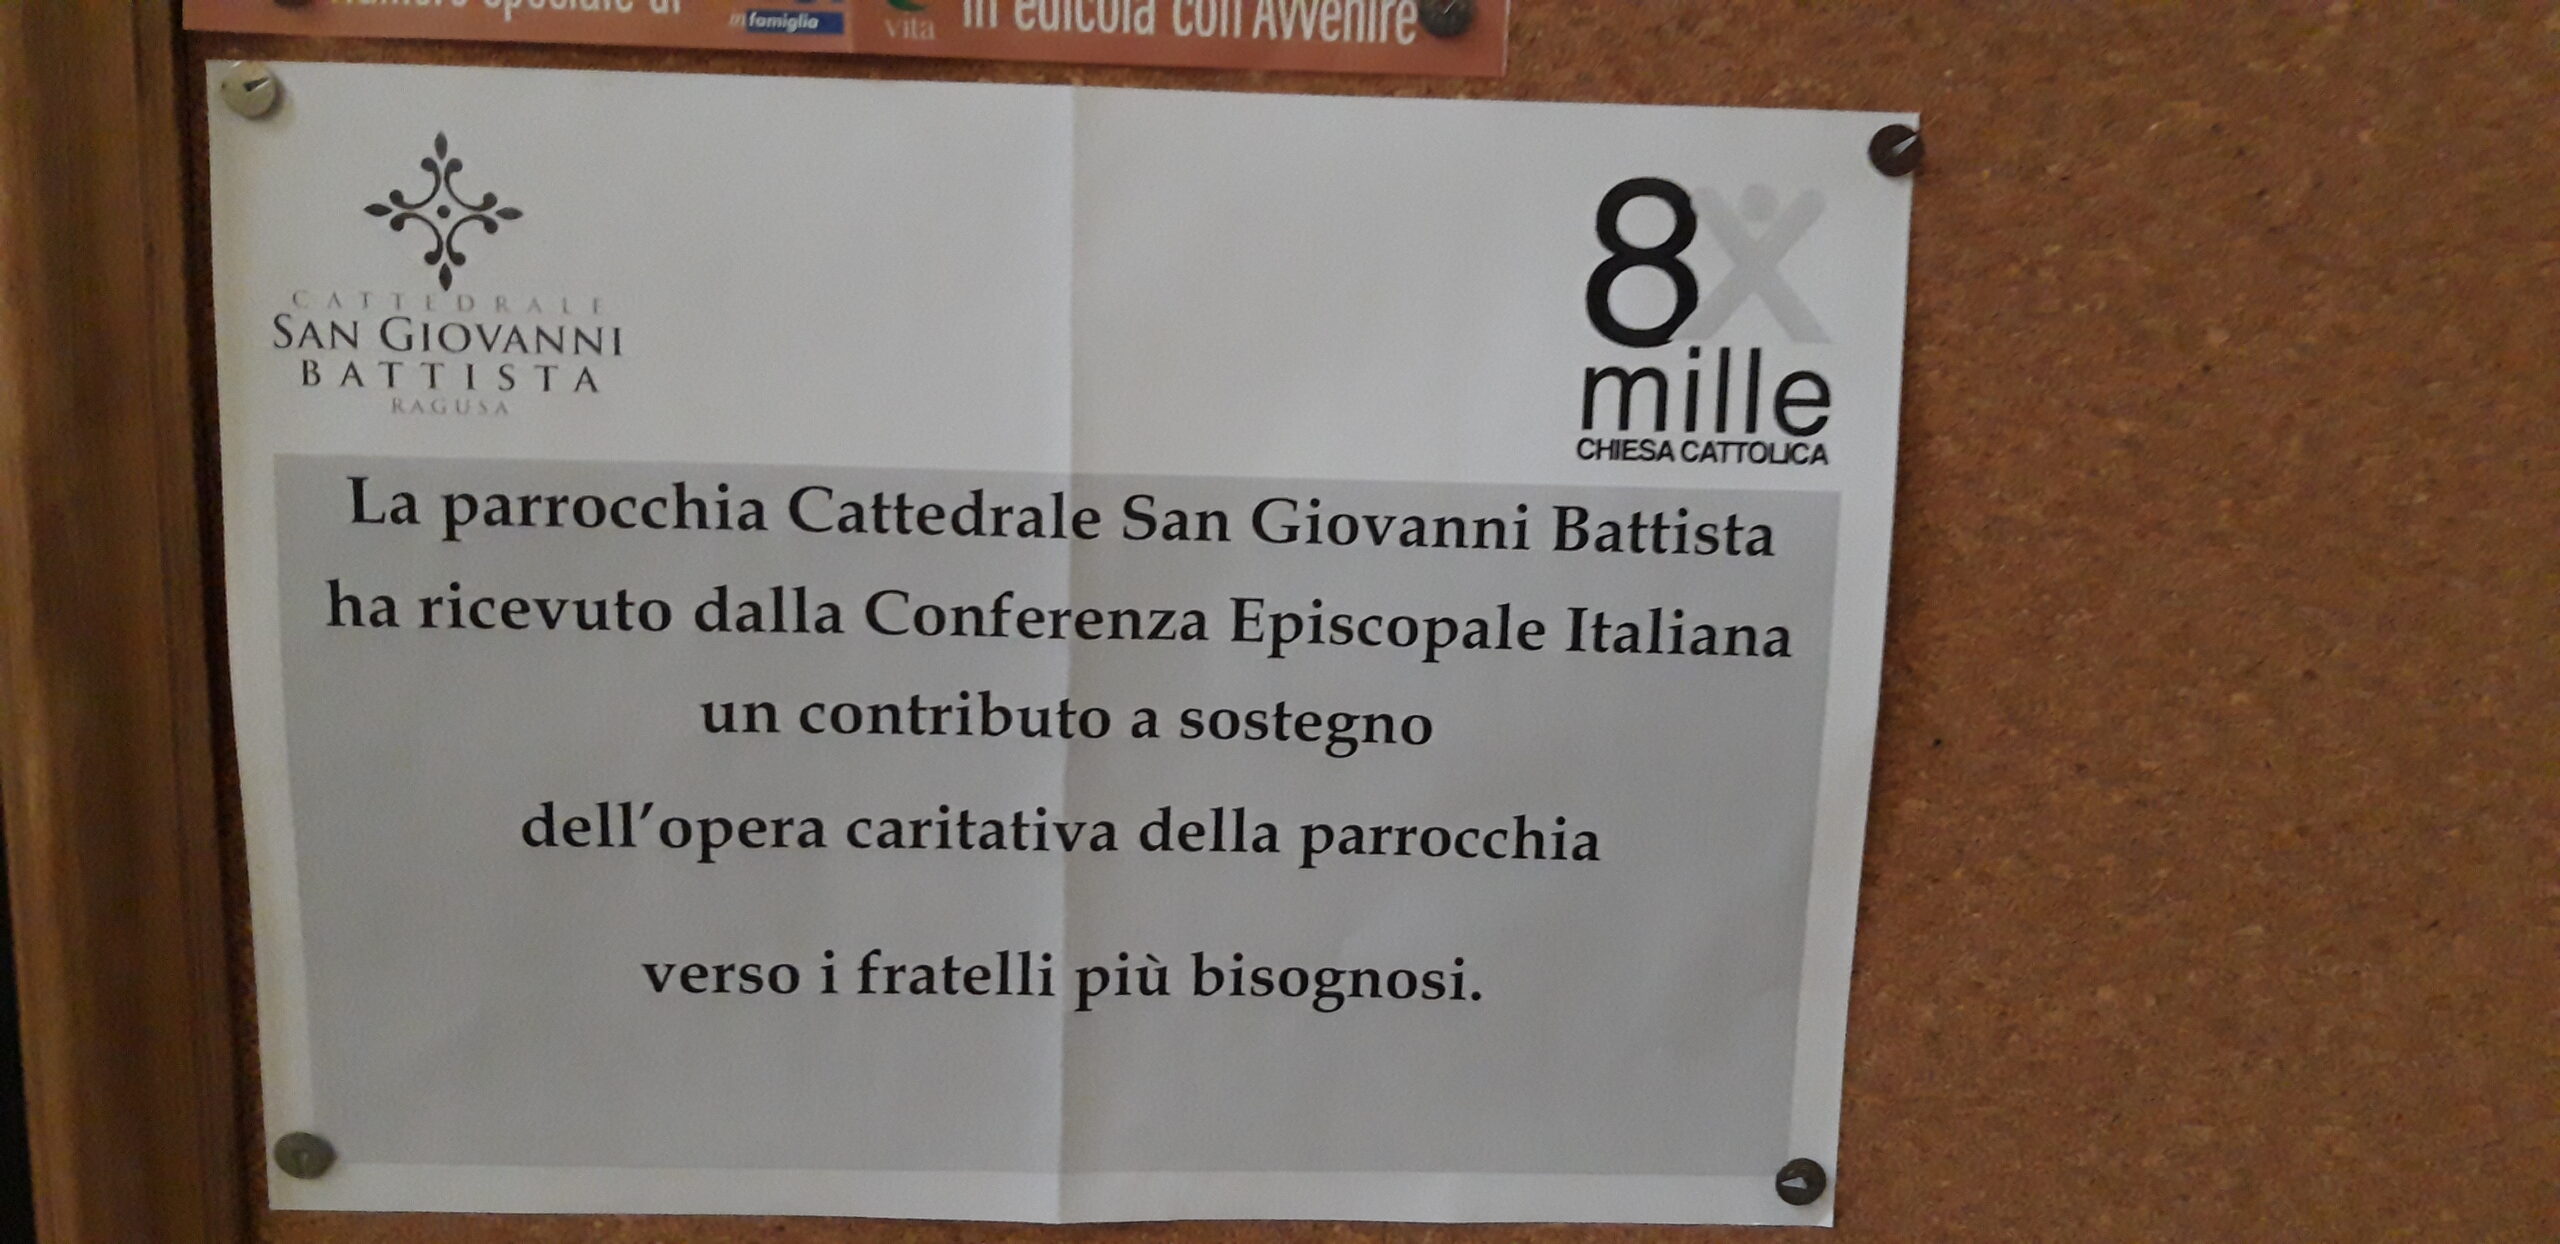 in famiglia
vita
in edicola con Avvenire
CATTEDRALE
SAN GIOVANNI
BATTISTA
RAGUSA
8x
mille
CHIESA CATTOLICA
La parrocchia Cattedrale San Giovanni Battista
ha ricevuto dalla Conferenza Episcopale Italiana
un contributo a sostegno
dell'opera caritativa della parrocchia
verso i fratelli più bisognosi.